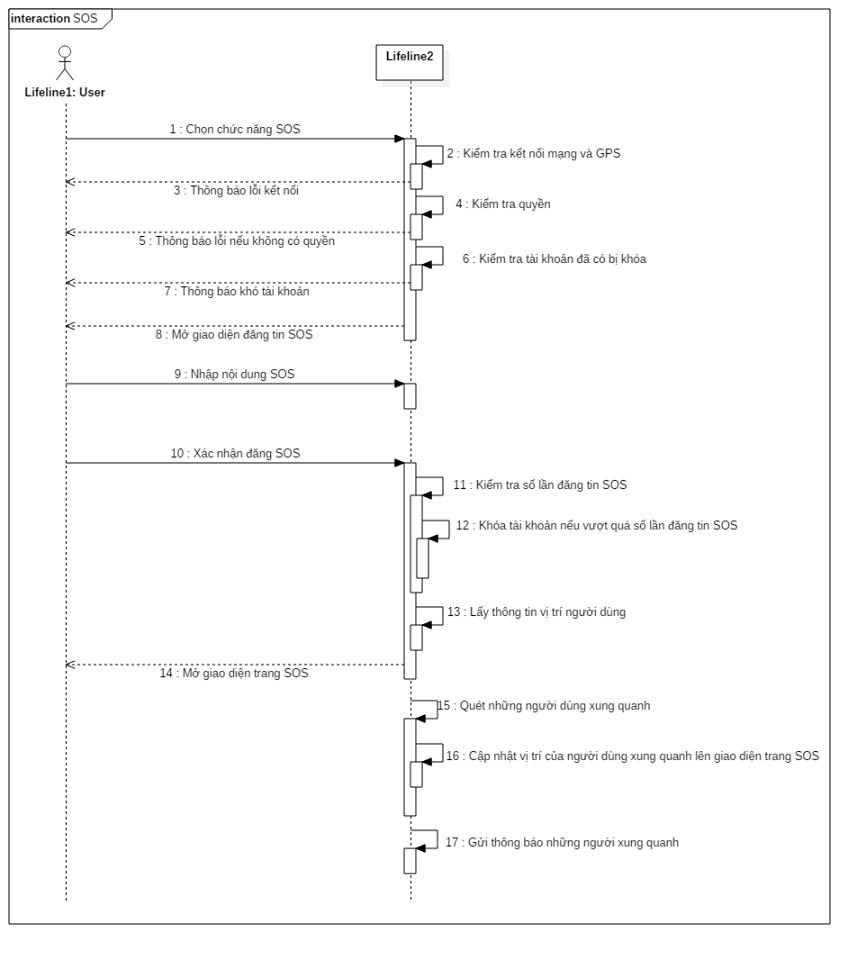 interaction SOS
Lifeline1: User
Lifeline2
1 : Chọn chức năng SOS
2 : Kiểm tra kết nối mạng và GPS
3 : Thông báo lỗi kết nối
4 : Kiểm tra quyền
5 : Thông báo lỗi nếu không có quyền
6 : Kiểm tra tài khoản đã có bị khóa
7 : Thông báo khó tài khoản
8 : Mở giao diện đăng tin SOS
9 : Nhập nội dung SOS
10 : Xác nhận đăng SOS
11 : Kiểm tra số lần đăng tin SOS
12 : Khóa tài khoản nếu vượt quá số lần đăng tin SOS
13 : Lấy thông tin vị trí người dùng
14 : Mở giao diện trang SOS
15 : Quét những người dùng xung quanh
16 : Cập nhật vị trí của người dùng xung quanh lên giao diện trang SOS
17 : Gửi thông báo những người xung quanh